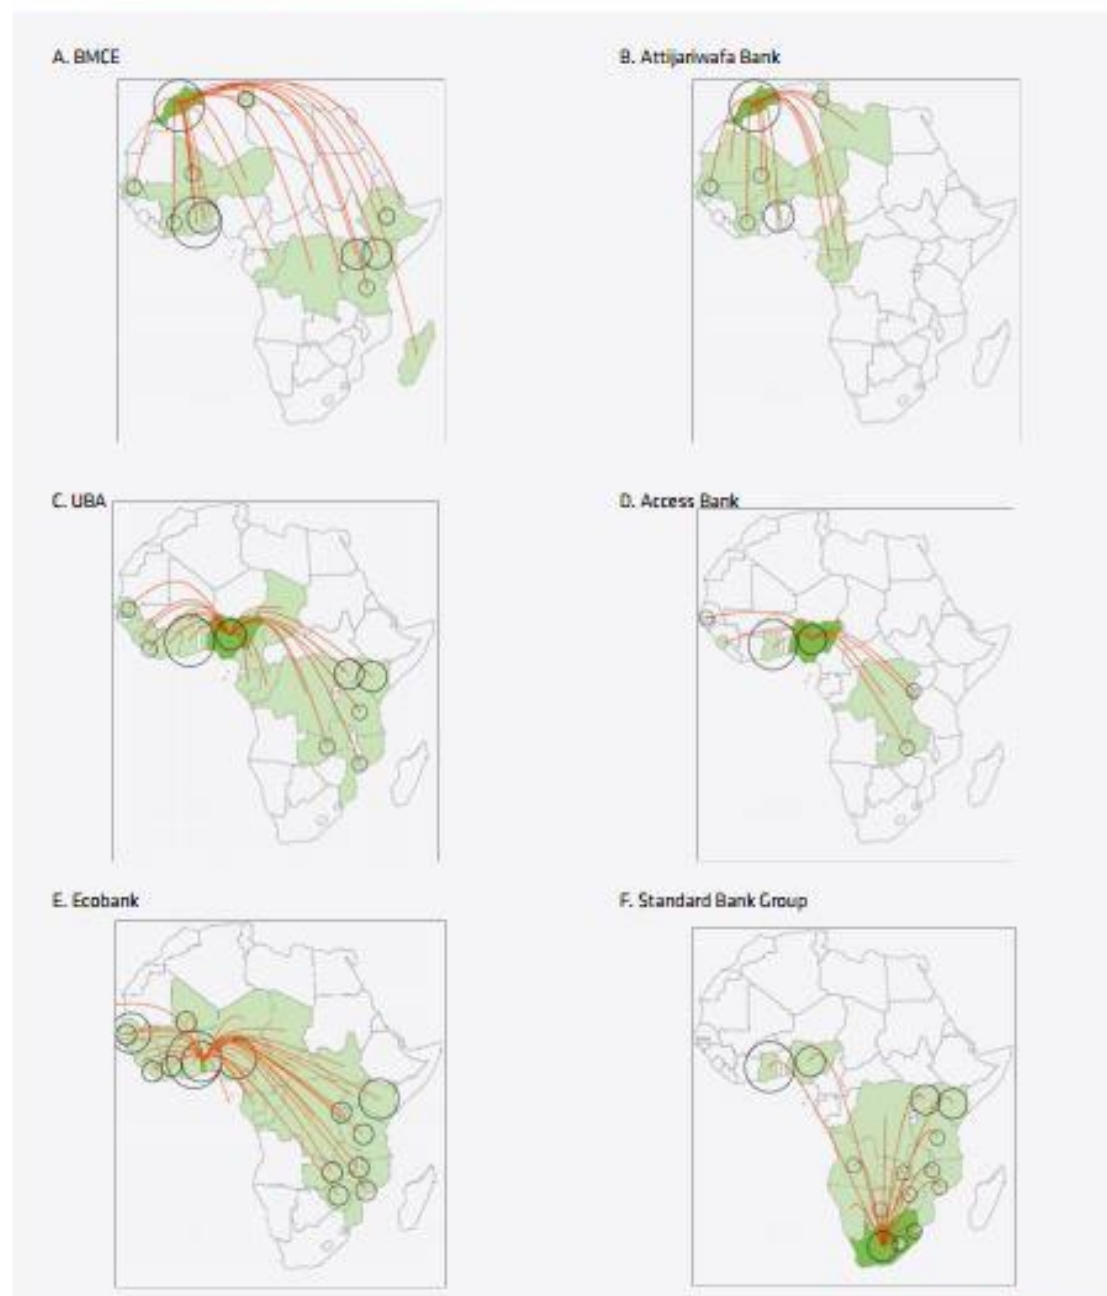 A. BMCE
B. Attijariwafa Bank
C. UBA
D. Access Bank
E. Ecobank
F. Standard Bank Group